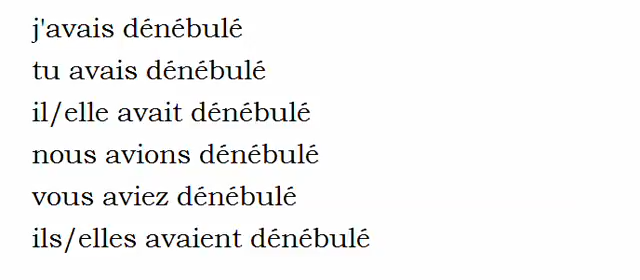 j'avais dénébulé
tu avais dénébulé
il/elle avait dénébulé
nous avions dénébulé
vous aviez dénébulé
ils/elles avaient dénébulé